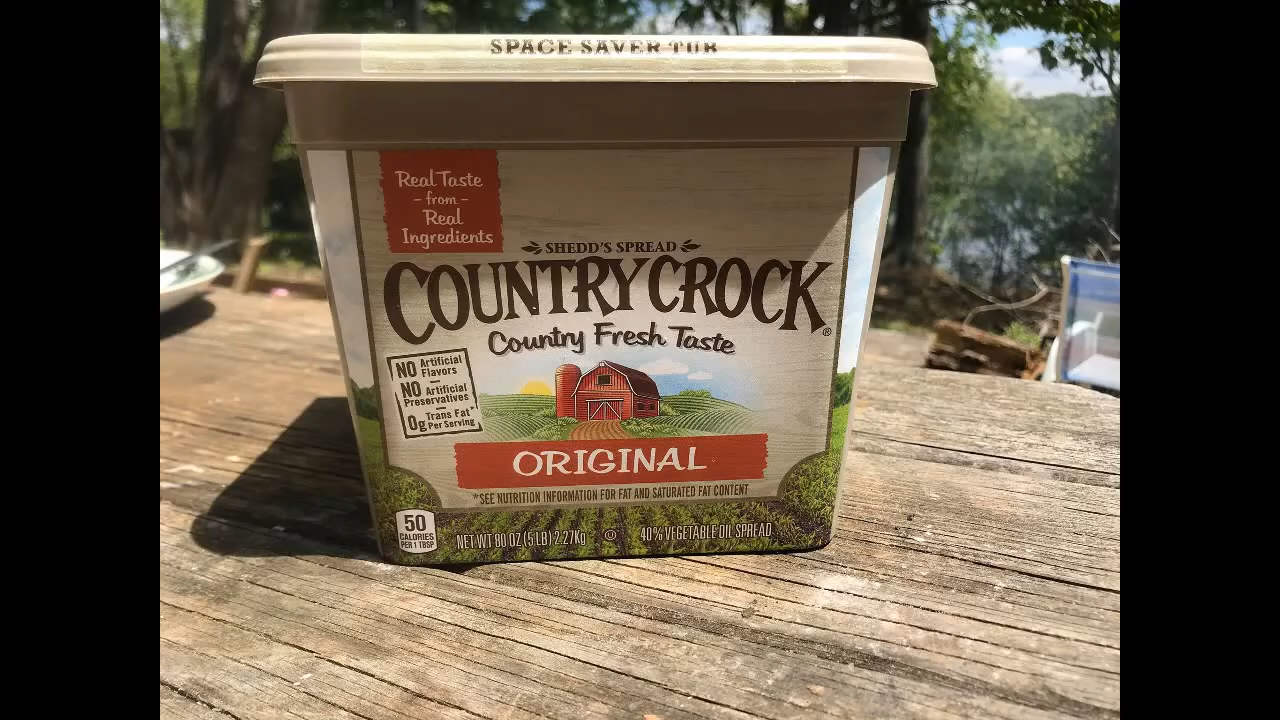 SPACE SAVER TUB
Real Taste
- from -
Real
Ingredients
SHEDD'S SPREAD
COUNTRY CROCK®
Country Fresh Taste
NO Artificial
Flavors
NO Artificial
Preservatives
0g Trans Fat*
Per Serving
ORIGINAL
*SEE NUTRITION INFORMATION FOR FAT AND SATURATED FAT CONTENT
50
CALORIES
PER 1 TBSP
NET WT 80 OZ (5 LB) 2.27Kg
40% VEGETABLE OIL SPREAD